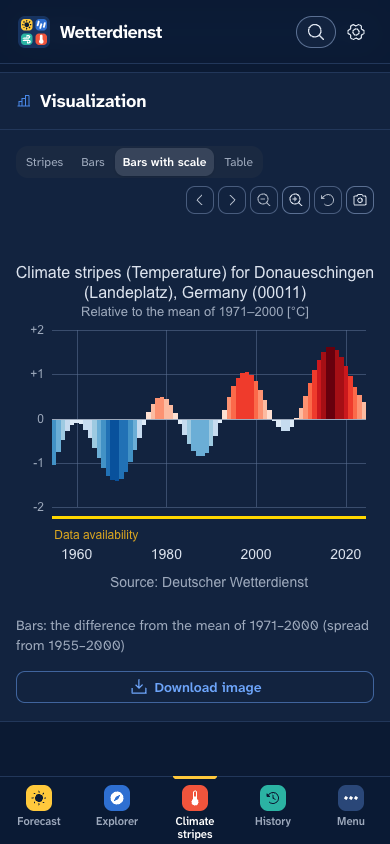 Wetterdienst
Visualization
Stripes Bars Bars with scale Table
Climate stripes (Temperature) for Donaueschingen
(Landeplatz), Germany (00011)
Relative to the mean of 1971–2000 [°C]
+2
+1
0
-1
-2
Data availability
1960 1980 2000 2020
Source: Deutscher Wetterdienst
Bars: the difference from the mean of 1971–2000 (spread
from 1955–2000)
Download image
Forecast Explorer Climate stripes History Menu